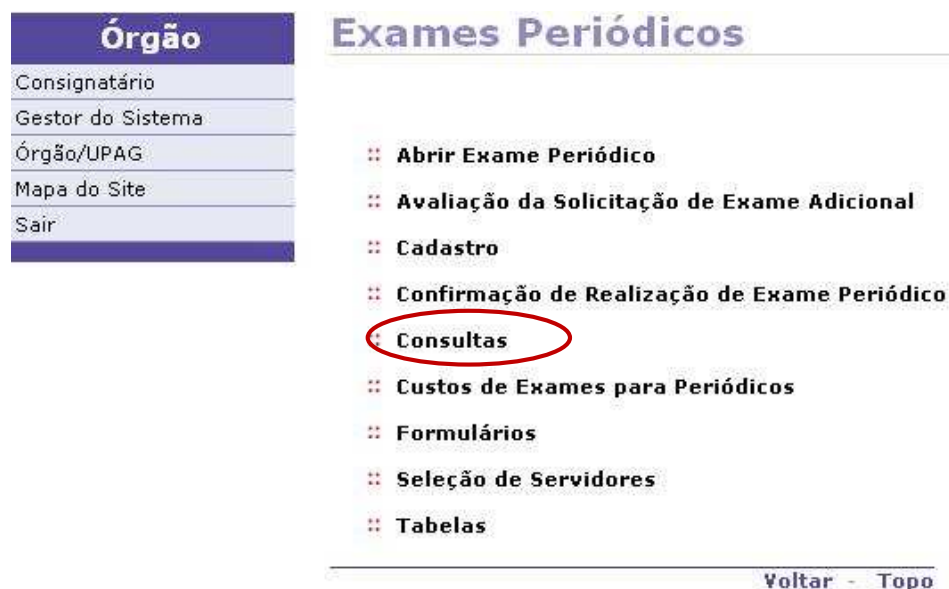 Órgão
Consignatário
Gestor do Sistema
Órgão/UPAG
Mapa do Site
Sair
Exames Periódicos
:: Abrir Exame Periódico
:: Avaliação da Solicitação de Exame Adicional
:: Cadastro
:: Confirmação de Realização de Exame Periódico
:: Consultas
:: Custos de Exames para Periódicos
:: Formulários
:: Seleção de Servidores
:: Tabelas
Voltar - Topo